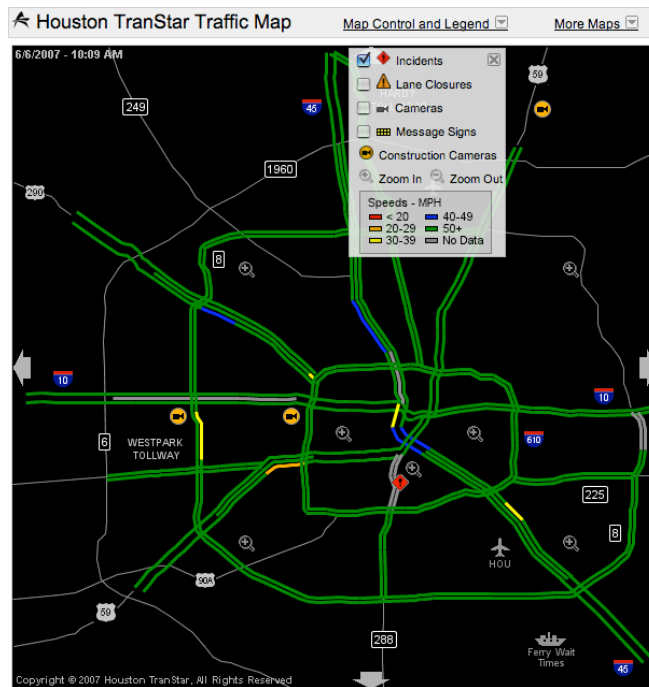 Houston TranStar Traffic Map
Map Control and Legend
More Maps
6/6/2007 - 10:09 AM
Incidents
Lane Closures
Cameras
Message Signs
Construction Cameras
Zoom In Zoom Out
Speeds - MPH
< 20 40-49
20-29 50+
30-39 No Data
59
249
45
1960
290
8
10
10
WESTPARK
TOLLWAY
6
610
225
8
HOU
90A
59
288
Ferry Wait
Times
45
Copyright © 2007 Houston TranStar, All Rights Reserved